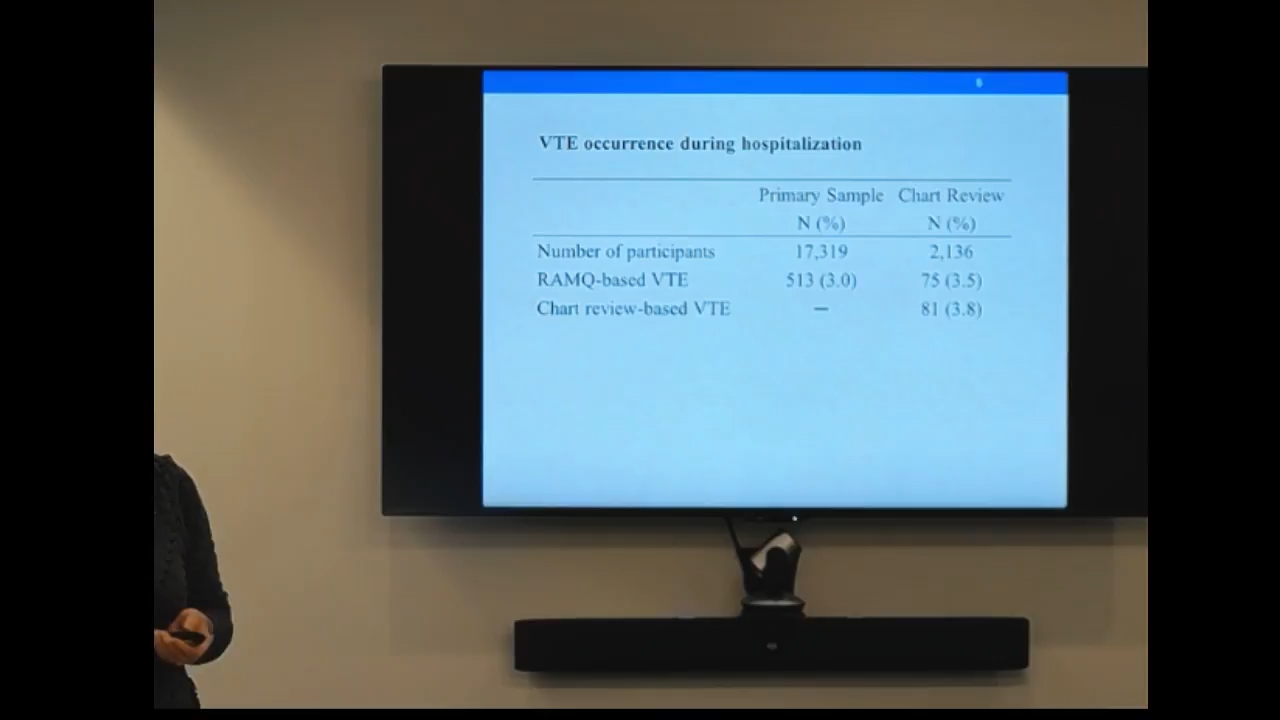 6
VTE occurrence during hospitalization
Primary Sample Chart Review
N (%) N (%)
Number of participants 17,319 2,136
RAMQ-based VTE 513 (3.0) 75 (3.5)
Chart review-based VTE — 81 (3.8)